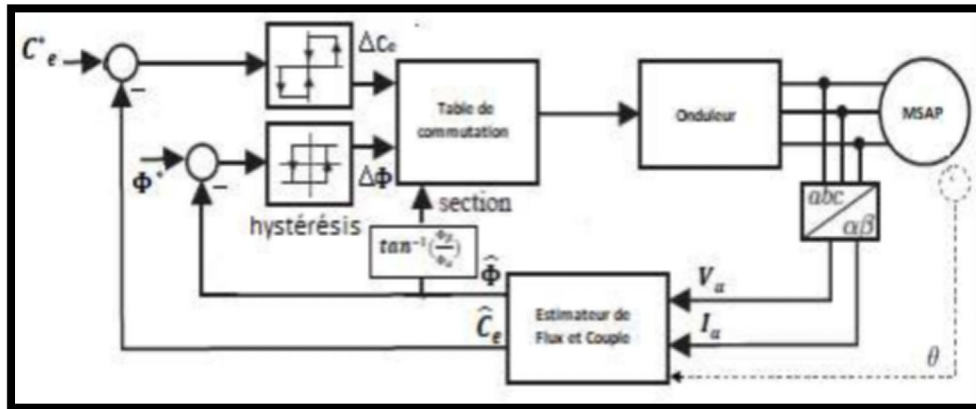 C*e
ΔCe
Table de
commutation
Onduleur
MSAP
Φ*
ΔΦ
hystérésis
section
abc
αβ
tan⁻¹(Φβ/Φα)
Φ̂
Ĉe
Estimateur de
Flux et Couple
Vα
Iα
θ